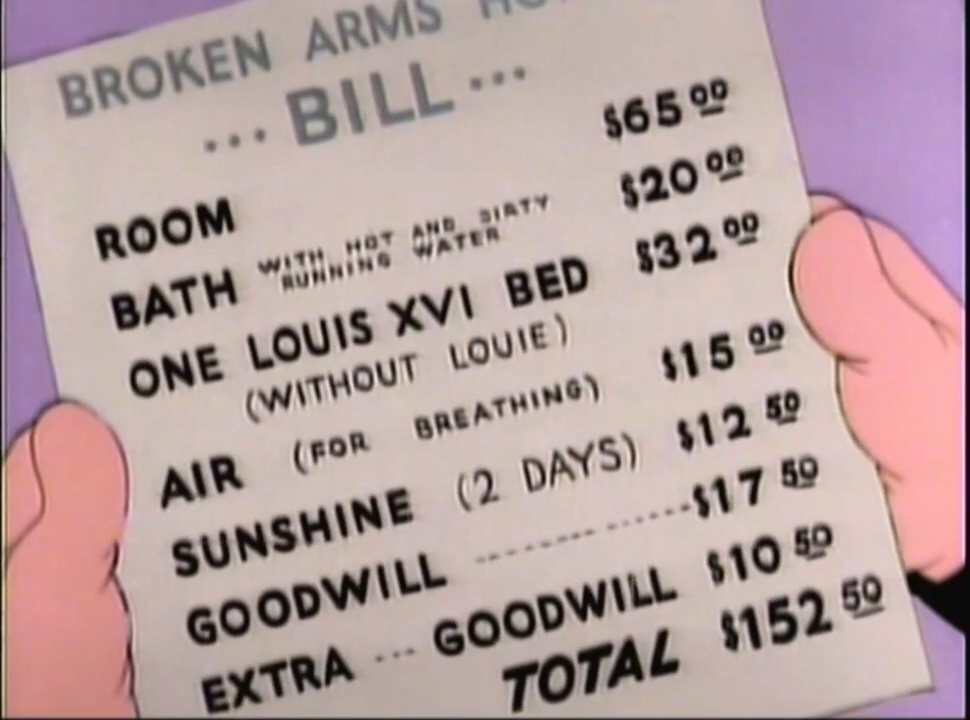 BROKEN ARMS
... BILL ...
ROOM $65 00
BATH WITH HOT AND DIRTY RUNNING WATER $20 00
ONE LOUIS XVI BED $32 00
(WITHOUT LOUIE)
AIR (FOR BREATHING) $15 00
SUNSHINE (2 DAYS) $12 50
GOODWILL ............ $17 50
EXTRA ... GOODWILL $10 50
TOTAL $152 50